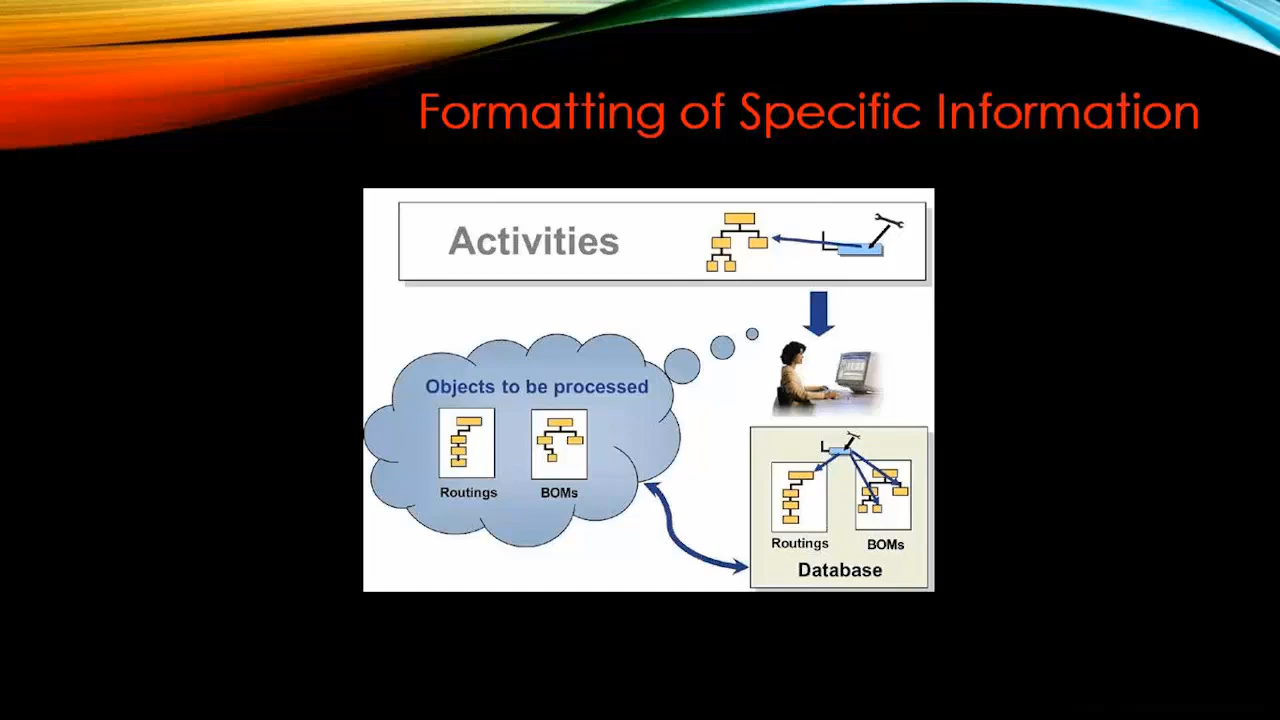 Formatting of Specific Information
Activities
Objects to be processed
Routings BOMs
Routings BOMs
Database